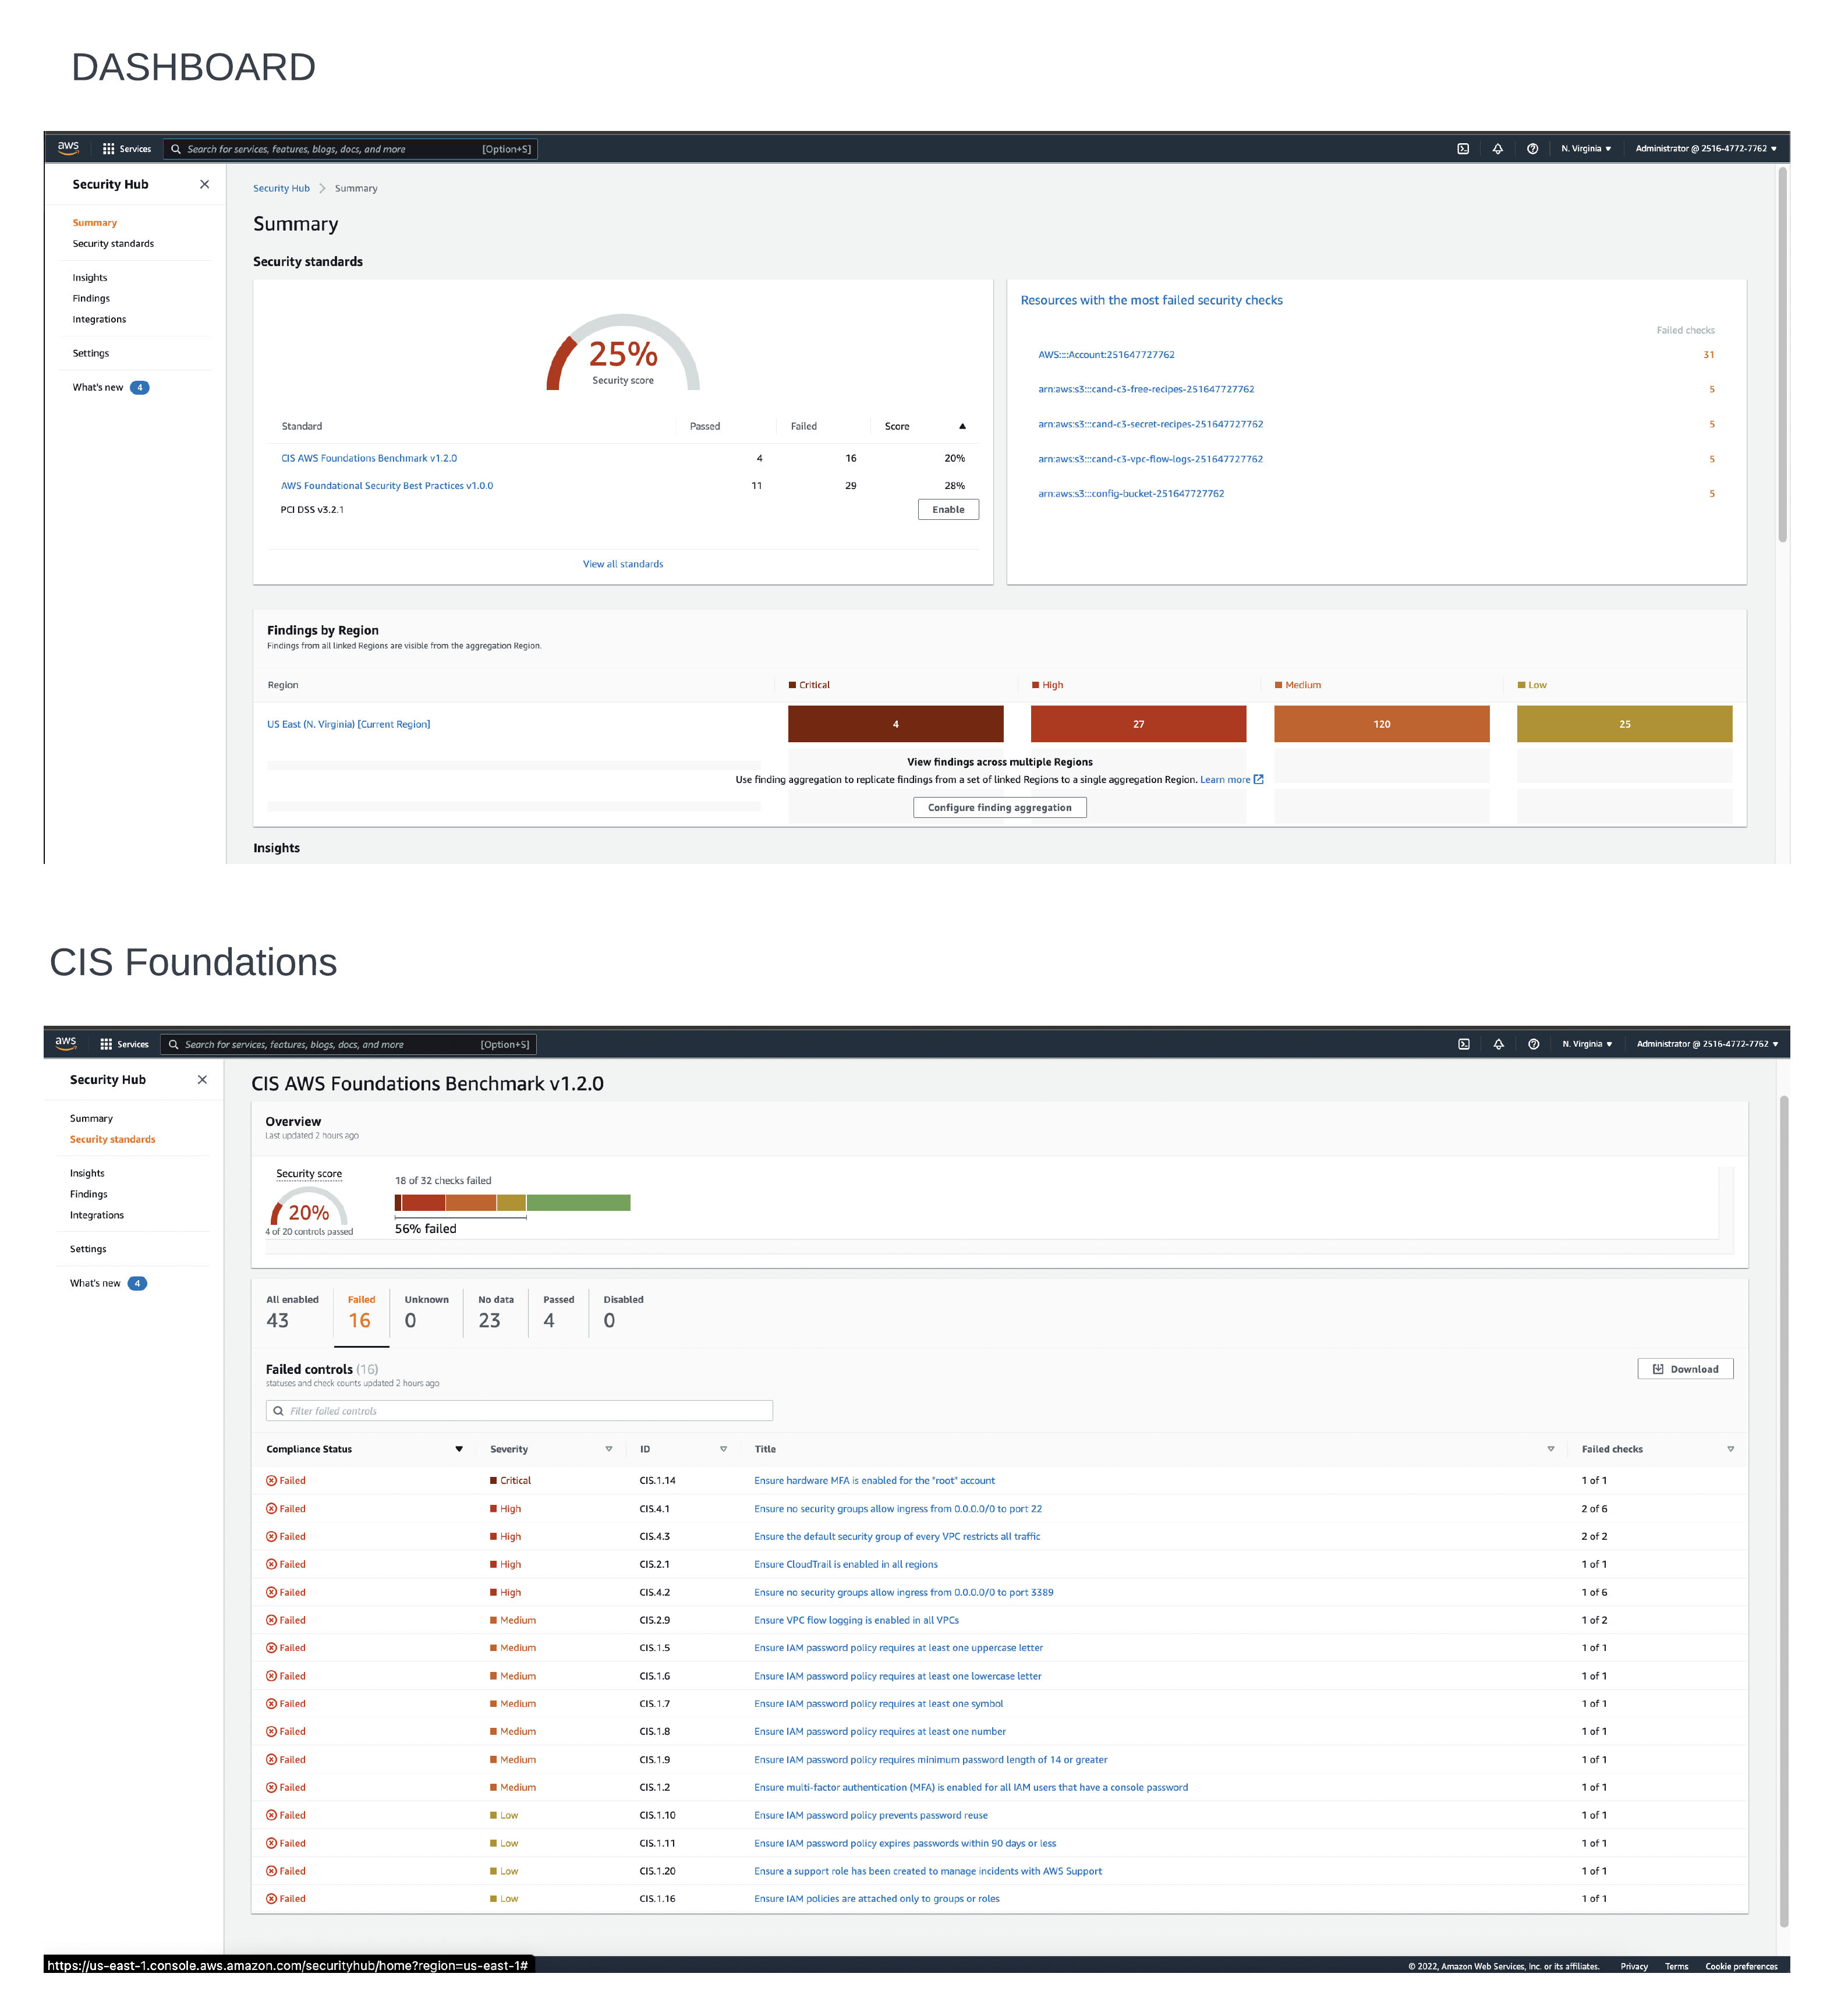 DASHBOARD
aws Services Search for services, features, blogs, docs, and more [Option+S] N. Virginia Administrator @ 2516-4772-7762
Security Hub
Summary
Security standards
Insights
Findings
Integrations
Settings
What's new 4
Security Hub Summary
Summary
Security standards
25%
Security score
Standard Passed Failed Score
CIS AWS Foundations Benchmark v1.2.0 4 16 20%
AWS Foundational Security Best Practices v1.0.0 11 29 28%
PCI DSS v3.2.1 Enable
View all standards
Resources with the most failed security checks
Failed checks
AWS::::Account:251647727762 31
arn:aws:s3:::cand-c3-free-recipes-251647727762 5
arn:aws:s3:::cand-c3-secret-recipes-251647727762 5
arn:aws:s3:::cand-c3-vpc-flow-logs-251647727762 5
arn:aws:s3:::config-bucket-251647727762 5
Findings by Region
Findings from all linked Regions are visible from the aggregation Region.
Region Critical High Medium Low
US East (N. Virginia) [Current Region] 4 27 120 25
View findings across multiple Regions
Use finding aggregation to replicate findings from a set of linked Regions to a single aggregation Region. Learn more
Configure finding aggregation
Insights
CIS Foundations
aws Services Search for services, features, blogs, docs, and more [Option+S] N. Virginia Administrator @ 2516-4772-7762
Security Hub
Summary
Security standards
Insights
Findings
Integrations
Settings
What's new 4
CIS AWS Foundations Benchmark v1.2.0
Overview
Last updated 2 hours ago
Security score
20%
4 of 20 controls passed
18 of 32 checks failed
56% failed
All enabled Failed Unknown No data Passed Disabled
43 16 0 23 4 0
Failed controls (16)
statuses and check counts updated 2 hours ago
Download
Filter failed controls
Compliance Status Severity ID Title Failed checks
Failed Critical CIS.1.14 Ensure hardware MFA is enabled for the "root" account 1 of 1
Failed High CIS.4.1 Ensure no security groups allow ingress from 0.0.0.0/0 to port 22 2 of 6
Failed High CIS.4.3 Ensure the default security group of every VPC restricts all traffic 2 of 2
Failed High CIS.2.1 Ensure CloudTrail is enabled in all regions 1 of 1
Failed High CIS.4.2 Ensure no security groups allow ingress from 0.0.0.0/0 to port 3389 1 of 6
Failed Medium CIS.2.9 Ensure VPC flow logging is enabled in all VPCs 1 of 2
Failed Medium CIS.1.5 Ensure IAM password policy requires at least one uppercase letter 1 of 1
Failed Medium CIS.1.6 Ensure IAM password policy requires at least one lowercase letter 1 of 1
Failed Medium CIS.1.7 Ensure IAM password policy requires at least one symbol 1 of 1
Failed Medium CIS.1.8 Ensure IAM password policy requires at least one number 1 of 1
Failed Medium CIS.1.9 Ensure IAM password policy requires minimum password length of 14 or greater 1 of 1
Failed Medium CIS.1.2 Ensure multi-factor authentication (MFA) is enabled for all IAM users that have a console password 1 of 1
Failed Low CIS.1.10 Ensure IAM password policy prevents password reuse 1 of 1
Failed Low CIS.1.11 Ensure IAM password policy expires passwords within 90 days or less 1 of 1
Failed Low CIS.1.20 Ensure a support role has been created to manage incidents with AWS Support 1 of 1
Failed Low CIS.1.16 Ensure IAM policies are attached only to groups or roles 1 of 1
https://us-east-1.console.aws.amazon.com/securityhub/home?region=us-east-1# © 2022, Amazon Web Services, Inc. or its affiliates. Privacy Terms Cookie preferences